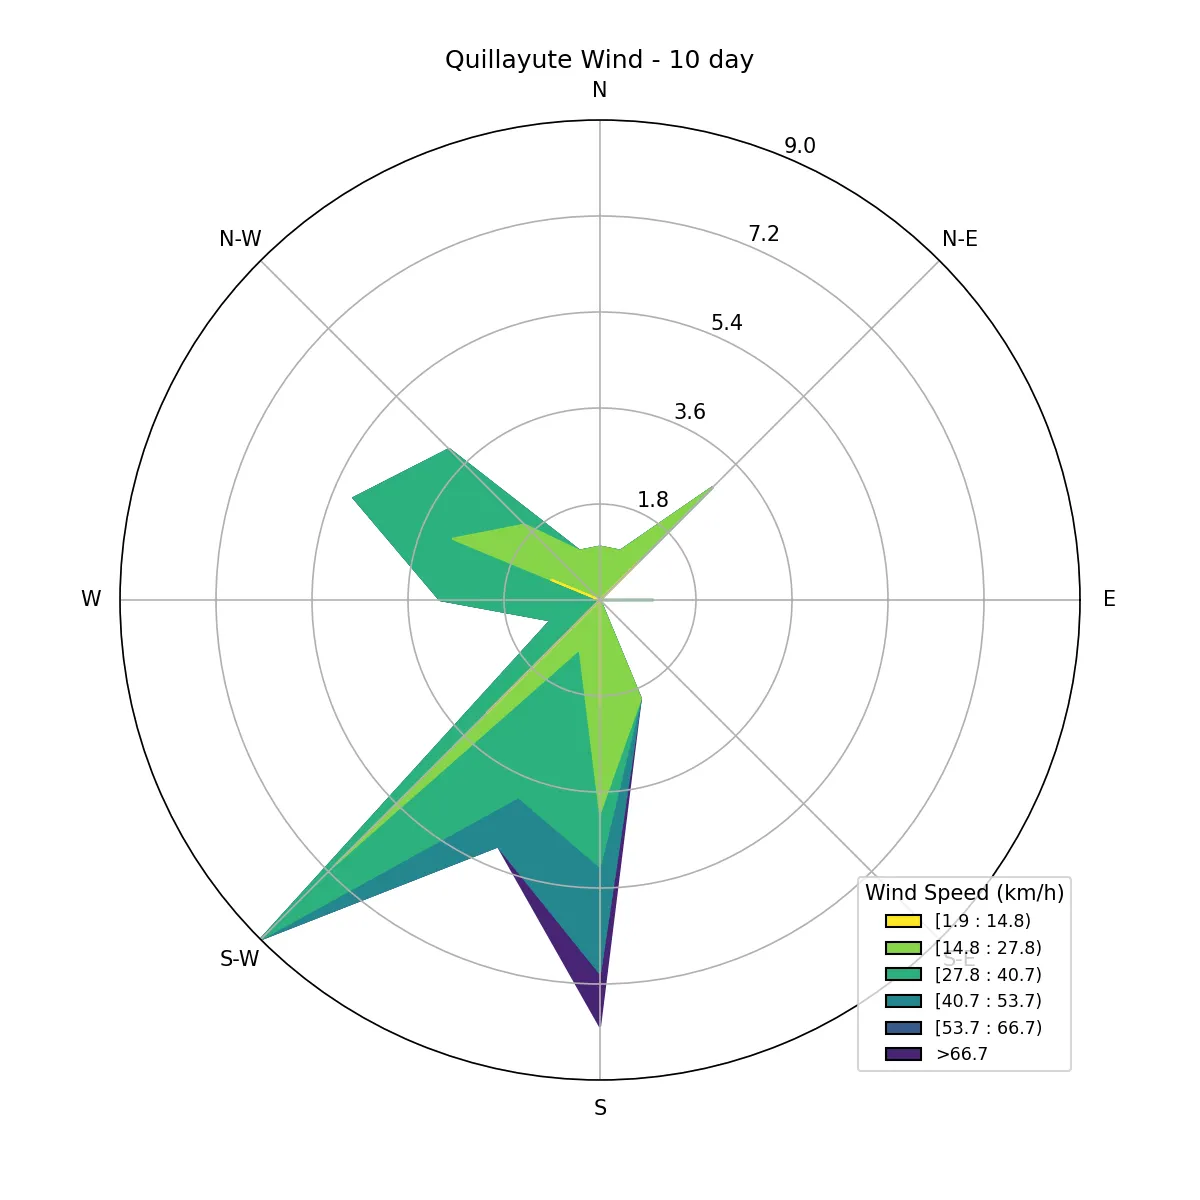 Quillayute Wind - 10 day
N
9.0
N-W
7.2
N-E
5.4
3.6
1.8
W
E
S-W
S-E
S
Wind Speed (km/h)
[1.9 : 14.8)
[14.8 : 27.8)
[27.8 : 40.7)
[40.7 : 53.7)
[53.7 : 66.7)
>66.7